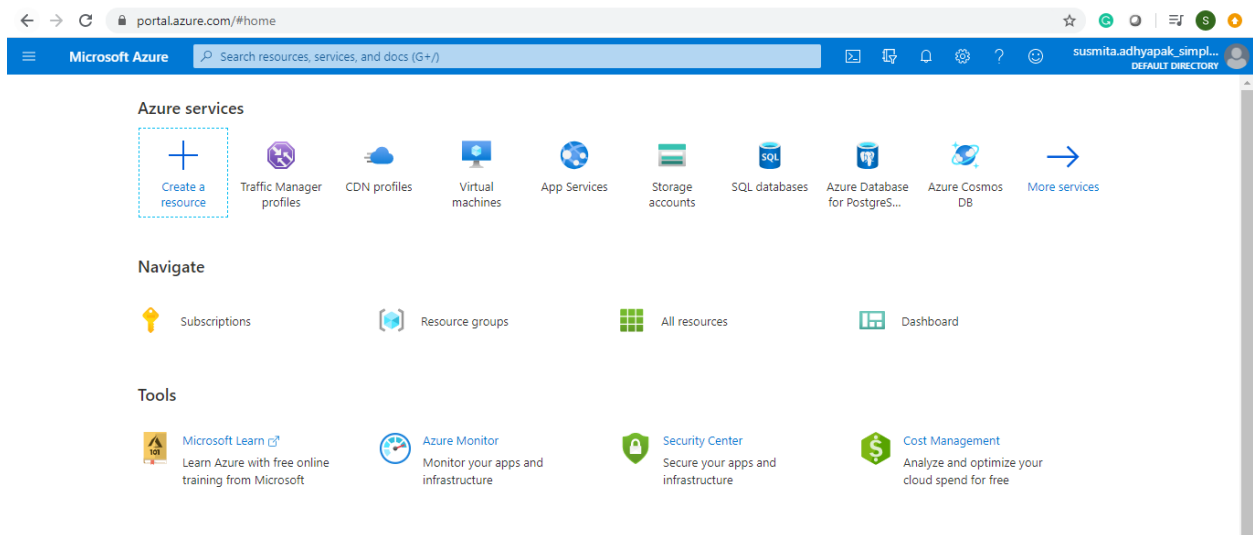 portal.azure.com/#home
S
Microsoft Azure
Search resources, services, and docs (G+/)
susmita.adhyapak_simpl...
DEFAULT DIRECTORY
Azure services
Create a
resource
Traffic Manager
profiles
CDN profiles
Virtual
machines
App Services
Storage
accounts
SQL
SQL databases
Azure Database
for PostgreS...
Azure Cosmos
DB
More services
Navigate
Subscriptions
Resource groups
All resources
Dashboard
Tools
101
Microsoft Learn
Learn Azure with free online
training from Microsoft
Azure Monitor
Monitor your apps and
infrastructure
Security Center
Secure your apps and
infrastructure
$
Cost Management
Analyze and optimize your
cloud spend for free